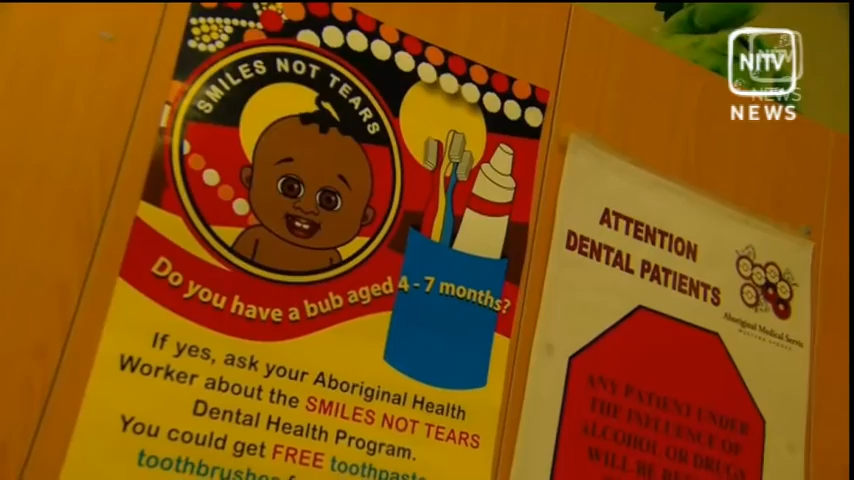 SMILES NOT TEARS
Do you have a bub aged 4 - 7 months?
If yes, ask your Aboriginal Health
Worker about the SMILES NOT TEARS
Dental Health Program.
You could get FREE toothpaste
toothbrushes
NITV
NEWS
ATTENTION
DENTAL PATIENTS
Aboriginal Medical Service
ANY PATIENT UNDER
THE INFLUENCE OF
ALCOHOL OR DRUGS
WILL BE